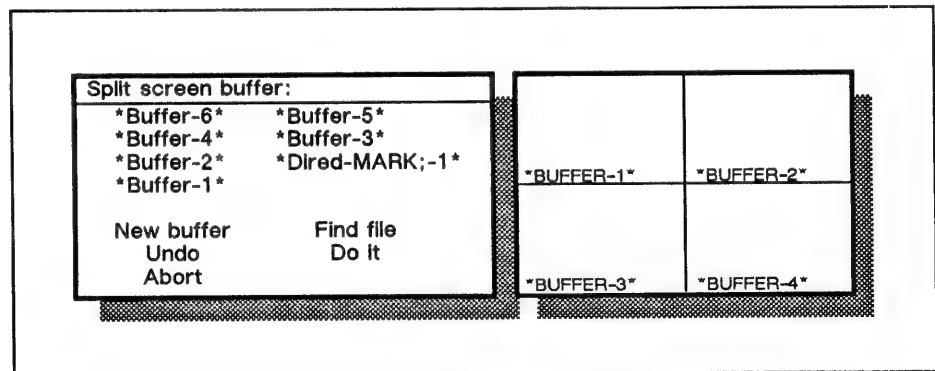 Split screen buffer:
*Buffer-6* *Buffer-5*
*Buffer-4* *Buffer-3*
*Buffer-2* *Dired-MARK;-1*
*Buffer-1*
New buffer Find file
Undo Do It
Abort
*BUFFER-1* *BUFFER-2*
*BUFFER-3* *BUFFER-4*